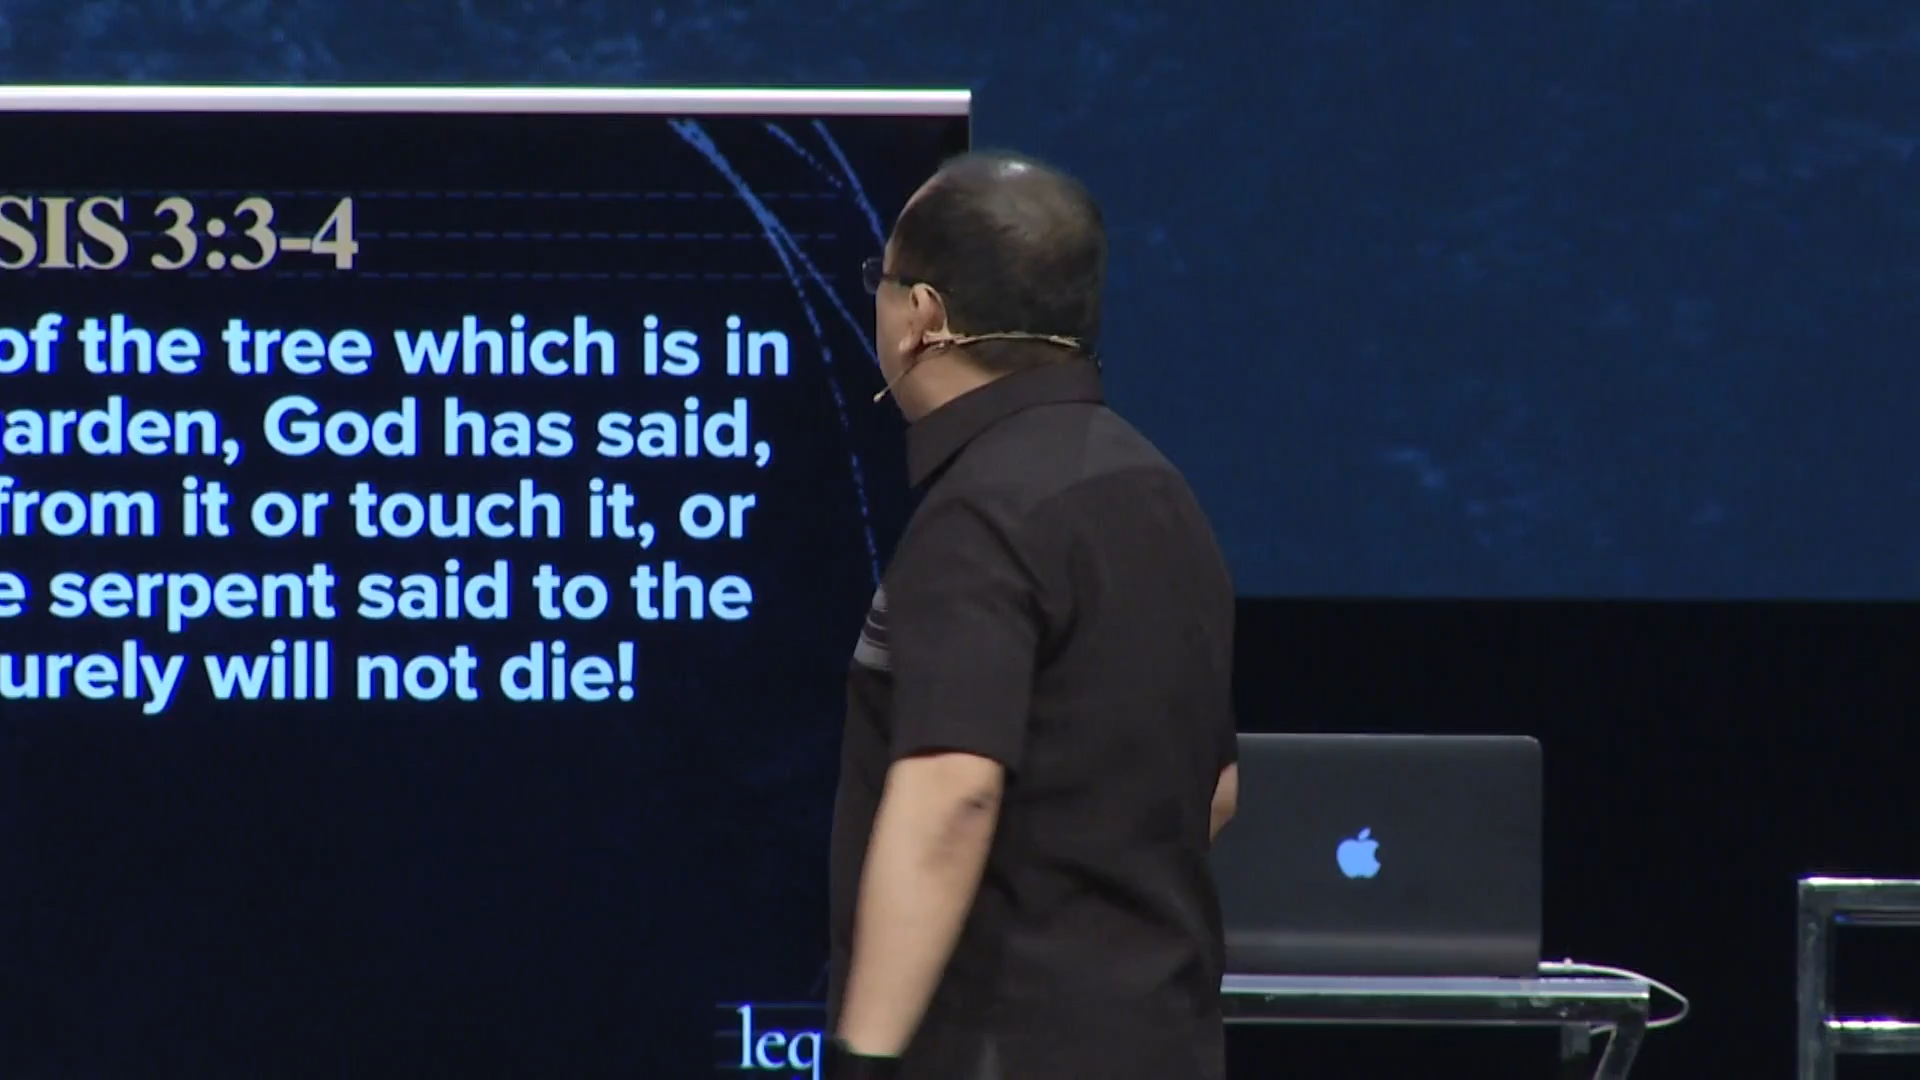 SIS 3:3-4
of the tree which is in
arden, God has said,
from it or touch it, or
e serpent said to the
urely will not die!
leq